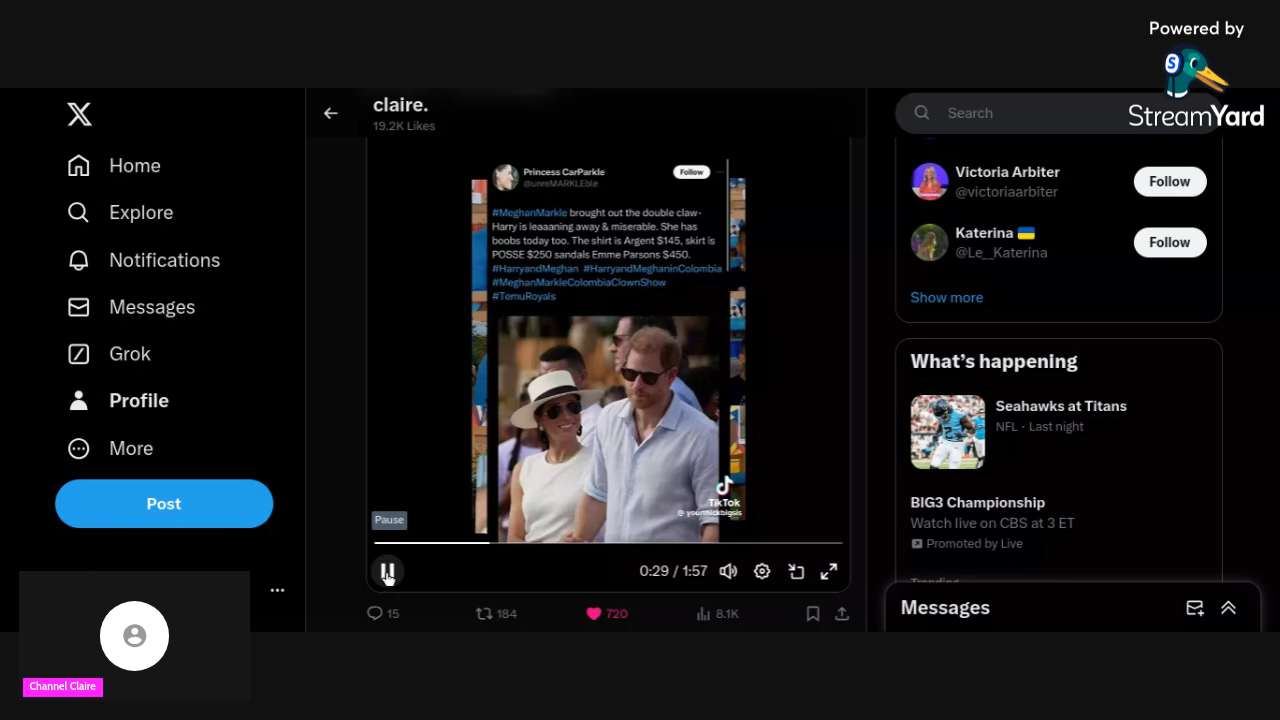 Powered by
StreamYard
X
Home
Explore
Notifications
Messages
Grok
Profile
More
Post
Channel Claire
claire.
19.2K Likes
Princess CarParkle
@unreMARKLEble
Follow
#MeghanMarkle brought out the double claw-
Harry is leaaaning away & miserable. She has
boobs today too. The shirt is Argent $145, skirt is
POSSE $250 sandals Emme Parsons $450.
#HarryandMeghan #HarryandMeghaninColombia
#MeghanMarkleColombiaClownShow
#TemuRoyals
TikTok
@ yourthickbigsis
Pause
0:29 / 1:57
15
184
720
8.1K
Search
Victoria Arbiter
@victoriaarbiter
Follow
Katerina
@Le__Katerina
Follow
Show more
What's happening
Seahawks at Titans
NFL · Last night
BIG3 Championship
Watch live on CBS at 3 ET
Promoted by Live
Trending
Messages